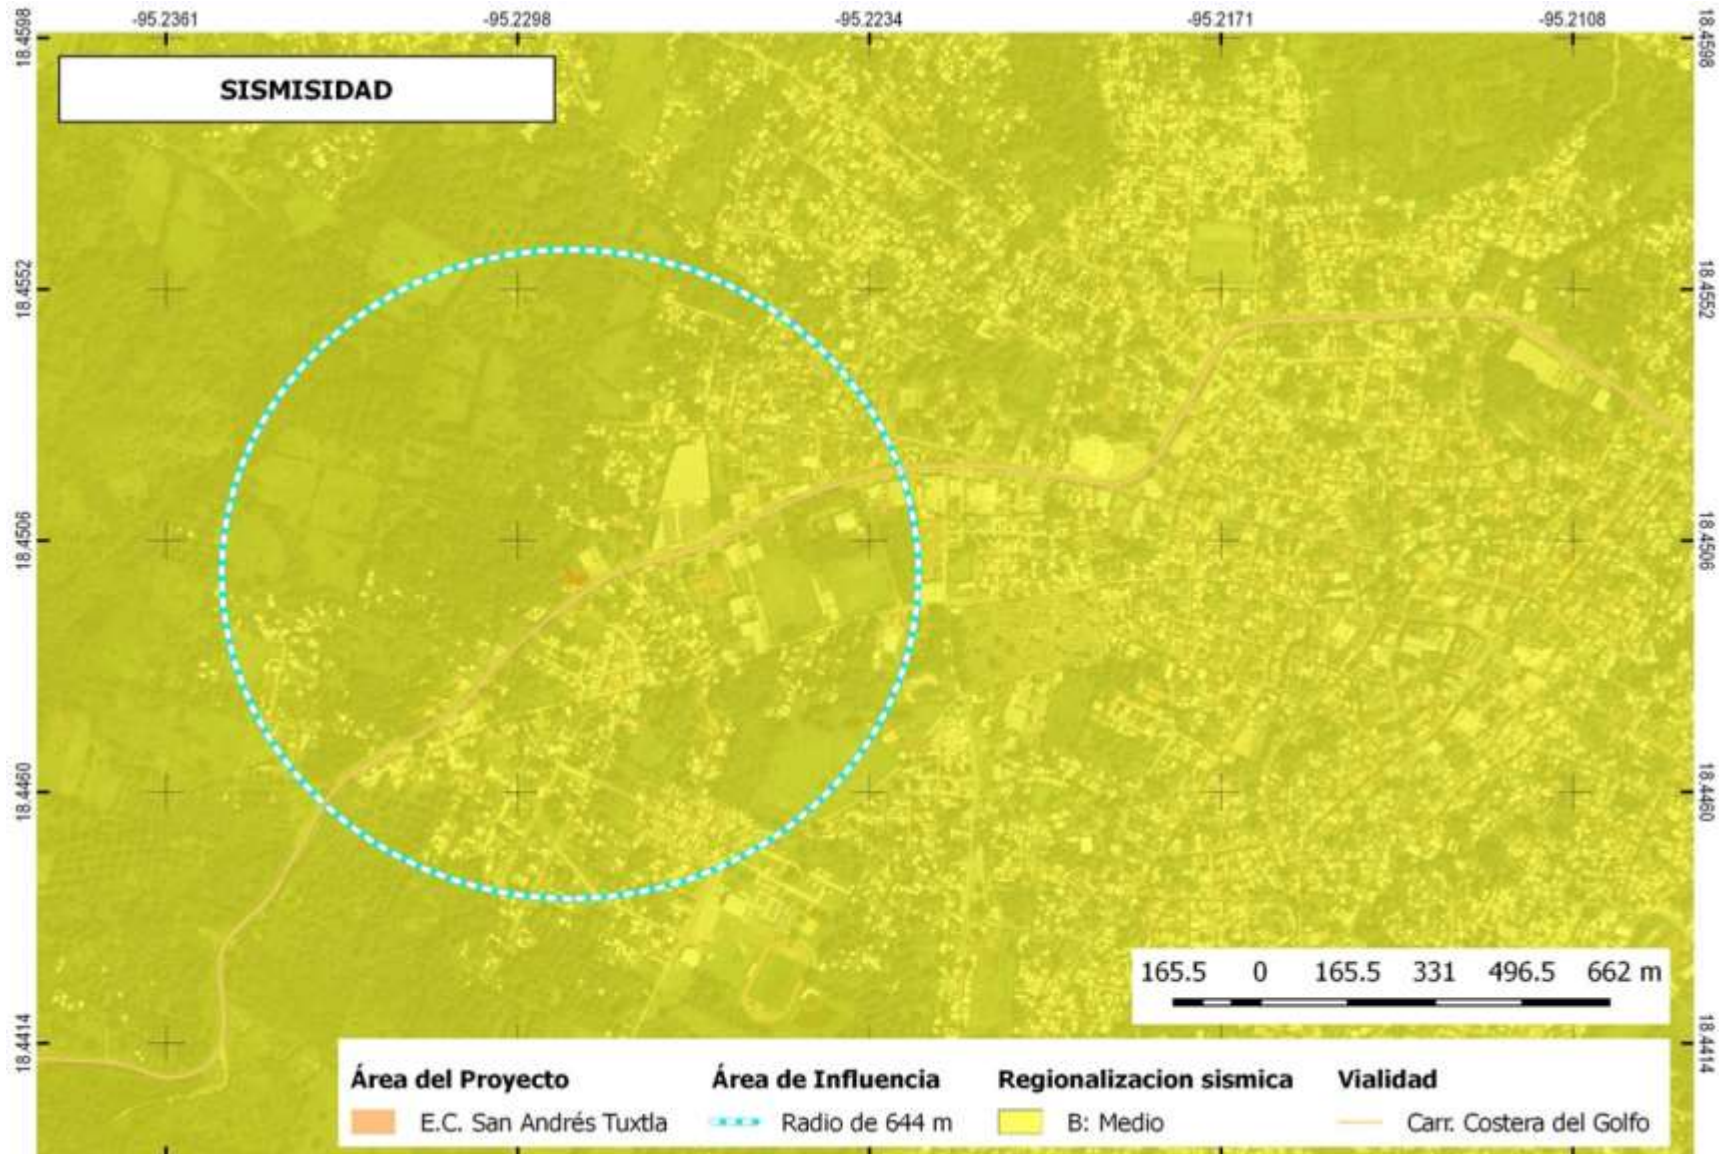 -95.2361 -95.2298 -95.2234 -95.2171 -95.2108
18.4598 18.4598
SISMISIDAD
18.4552 18.4552
18.4506 18.4506
18.4460 18.4460
165.5 0 165.5 331 496.5 662 m
18.4414 18.4414
Área del Proyecto Área de Influencia Regionalizacion sismica Vialidad
E.C. San Andrés Tuxtla Radio de 644 m B: Medio Carr. Costera del Golfo